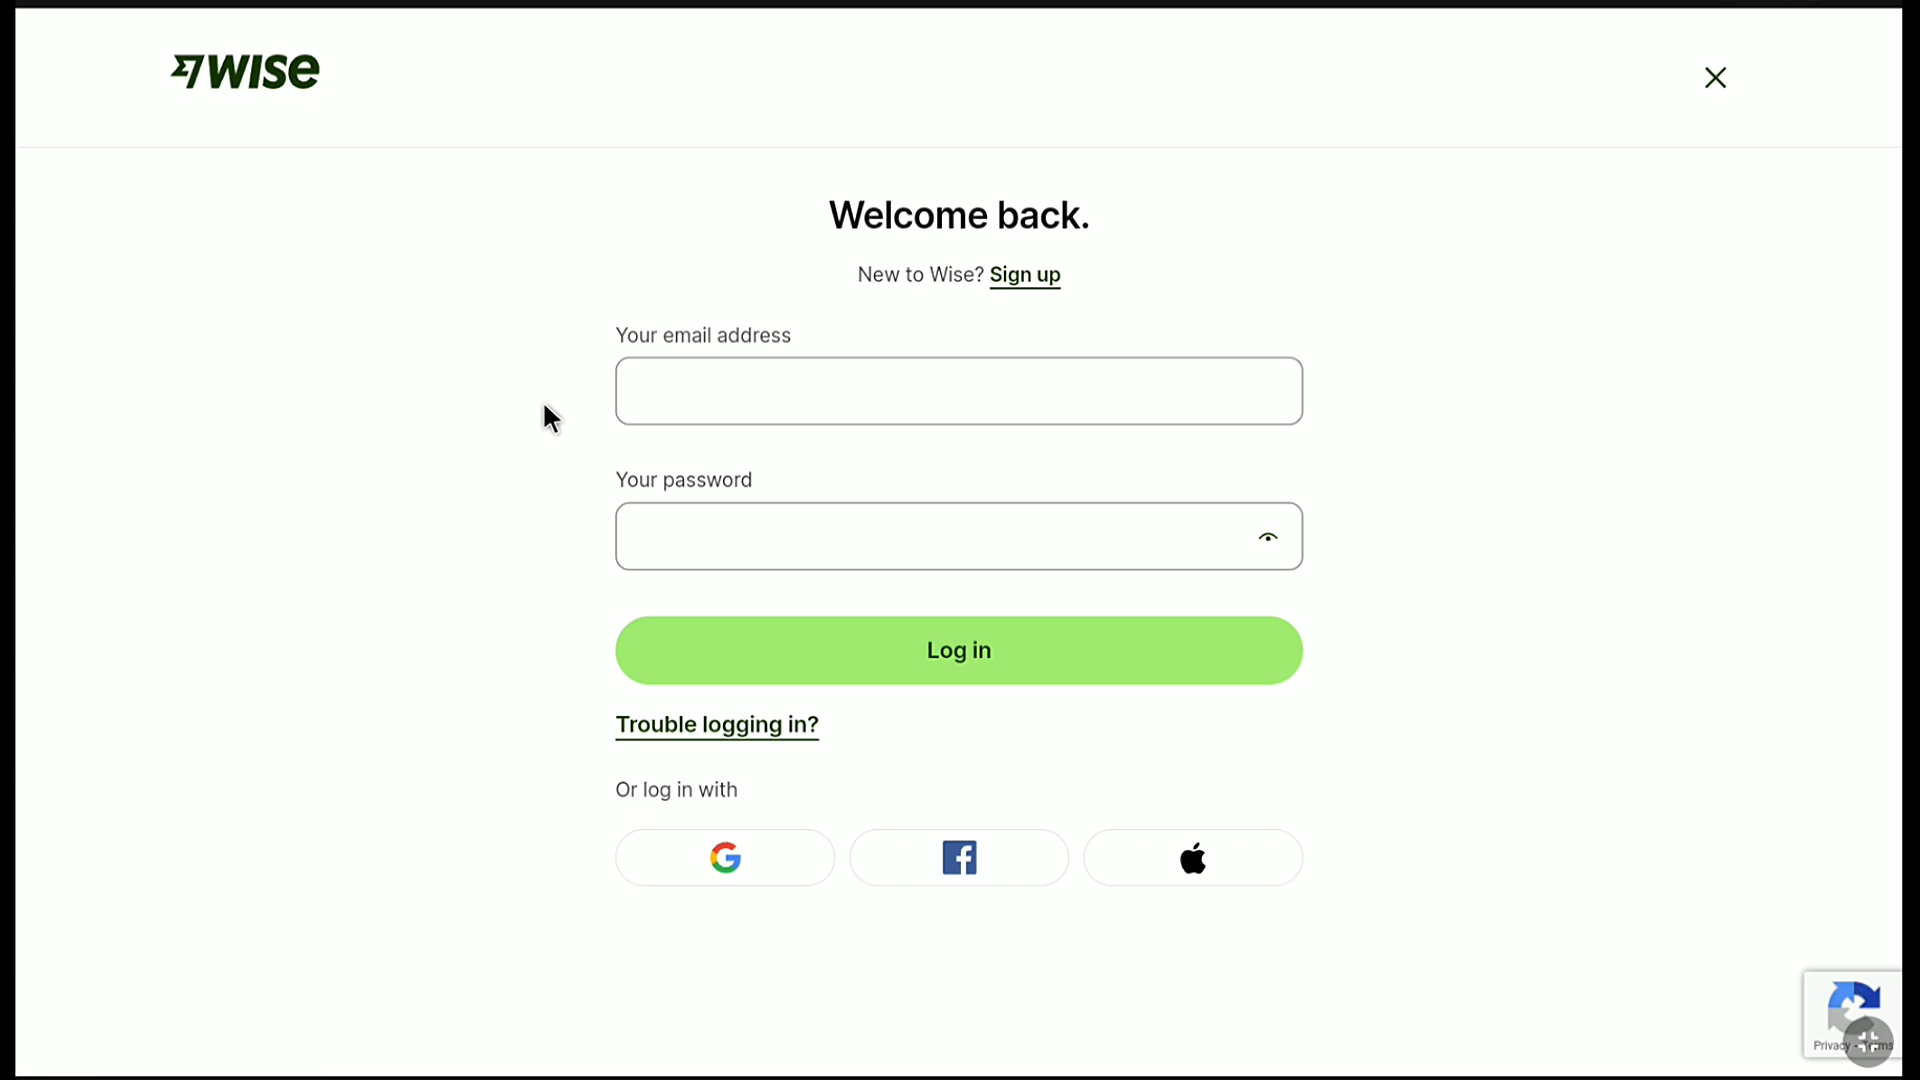 WISE
Welcome back.
New to Wise? Sign up
Your email address
Your password
Log in
Trouble logging in?
Or log in with
Privacy - Terms